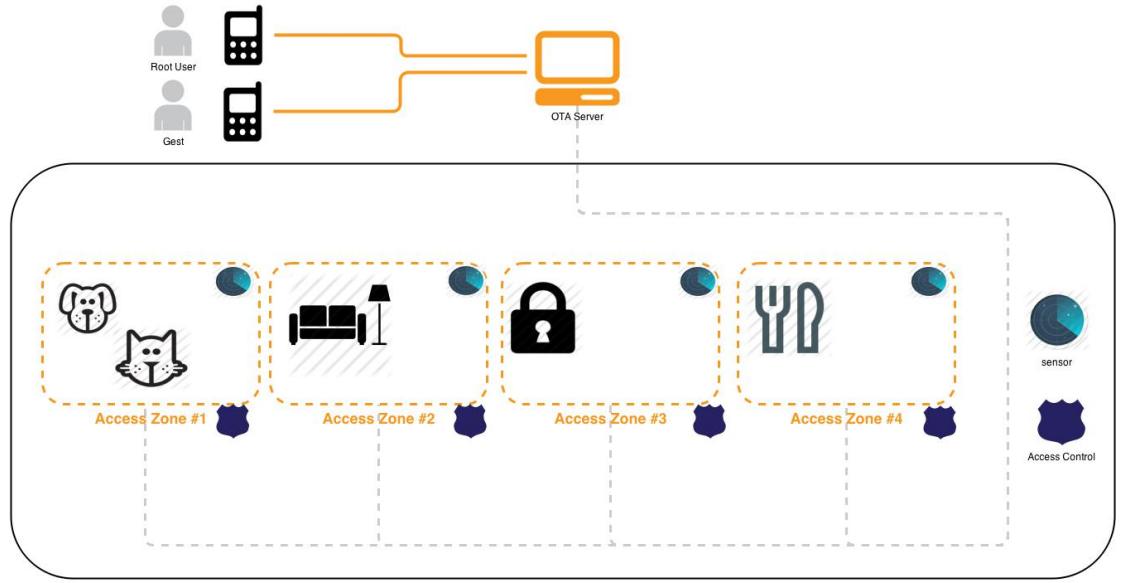 Root User
Gest
OTA Server
Access Zone #1
Access Zone #2
Access Zone #3
Access Zone #4
sensor
Access Control